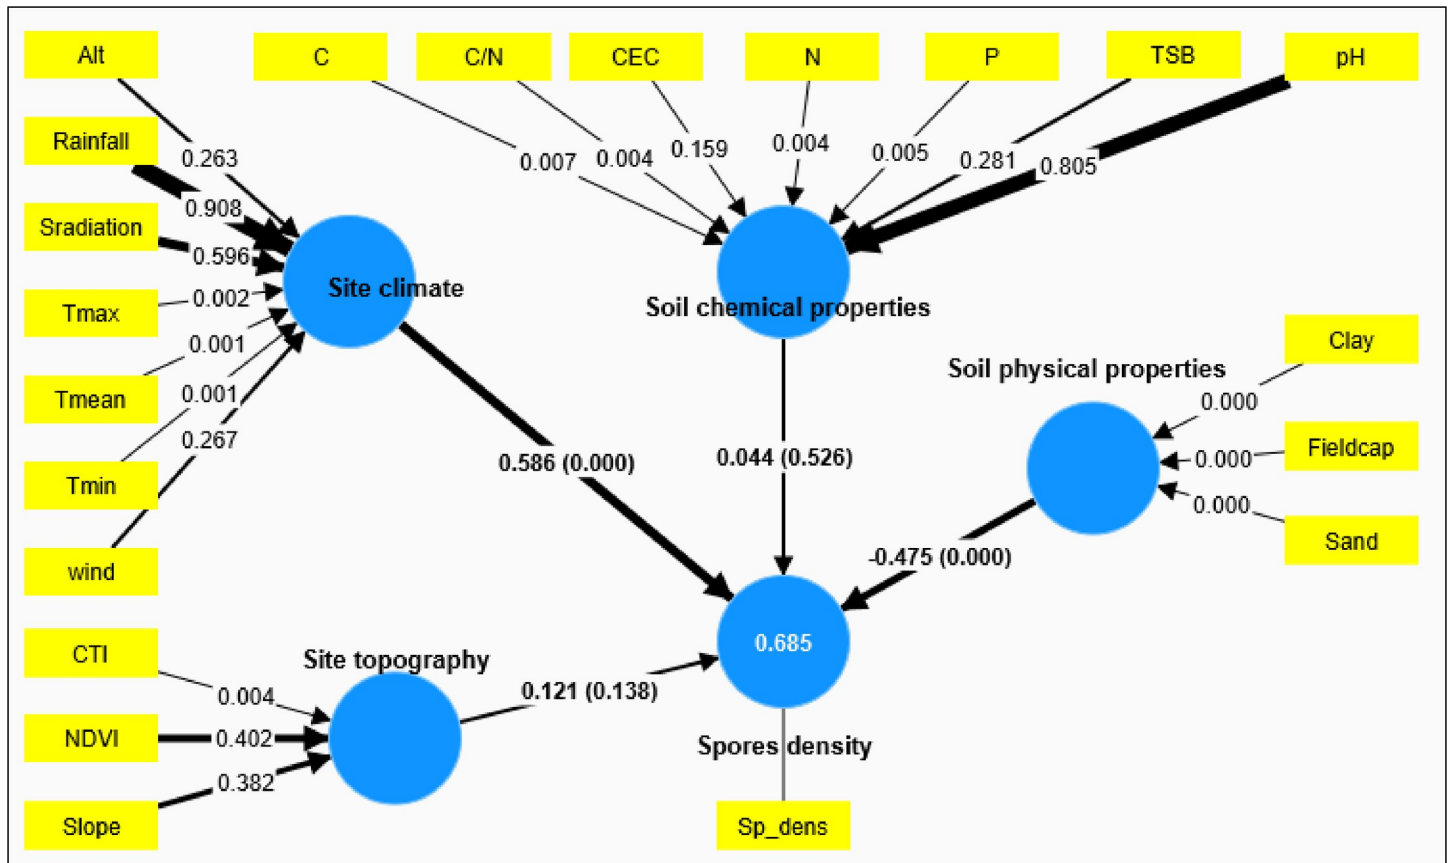 Alt
C
C/N
CEC
N
P
TSB
pH
Rainfall
0.263
0.007
0.004
0.159
0.004
0.005
0.281
0.805
0.908
Sradiation
0.596
Site climate
Soil chemical properties
Tmax
0.002
0.001
Tmean
0.001
0.267
Tmin
wind
Clay
Soil physical properties
0.000
Fieldcap
0.000
0.000
Sand
0.586 (0.000)
0.044 (0.526)
-0.475 (0.000)
0.685
CTI
Site topography
0.004
0.121 (0.138)
NDVI
0.402
0.382
Slope
Spores density
Sp_dens